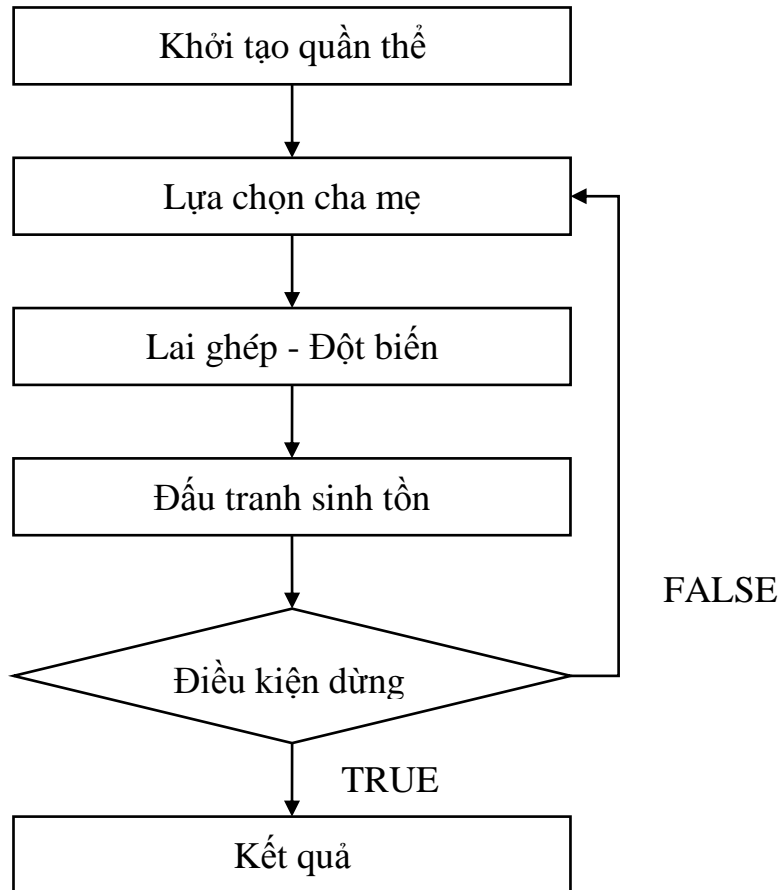 Khởi tạo quần thể
Lựa chọn cha mẹ
Lai ghép - Đột biến
Đấu tranh sinh tồn
FALSE
Điều kiện dừng
TRUE
Kết quả